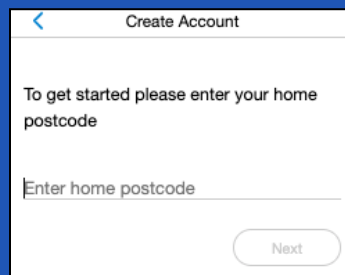 Create Account
To get started please enter your home
postcode
Enter home postcode
Next